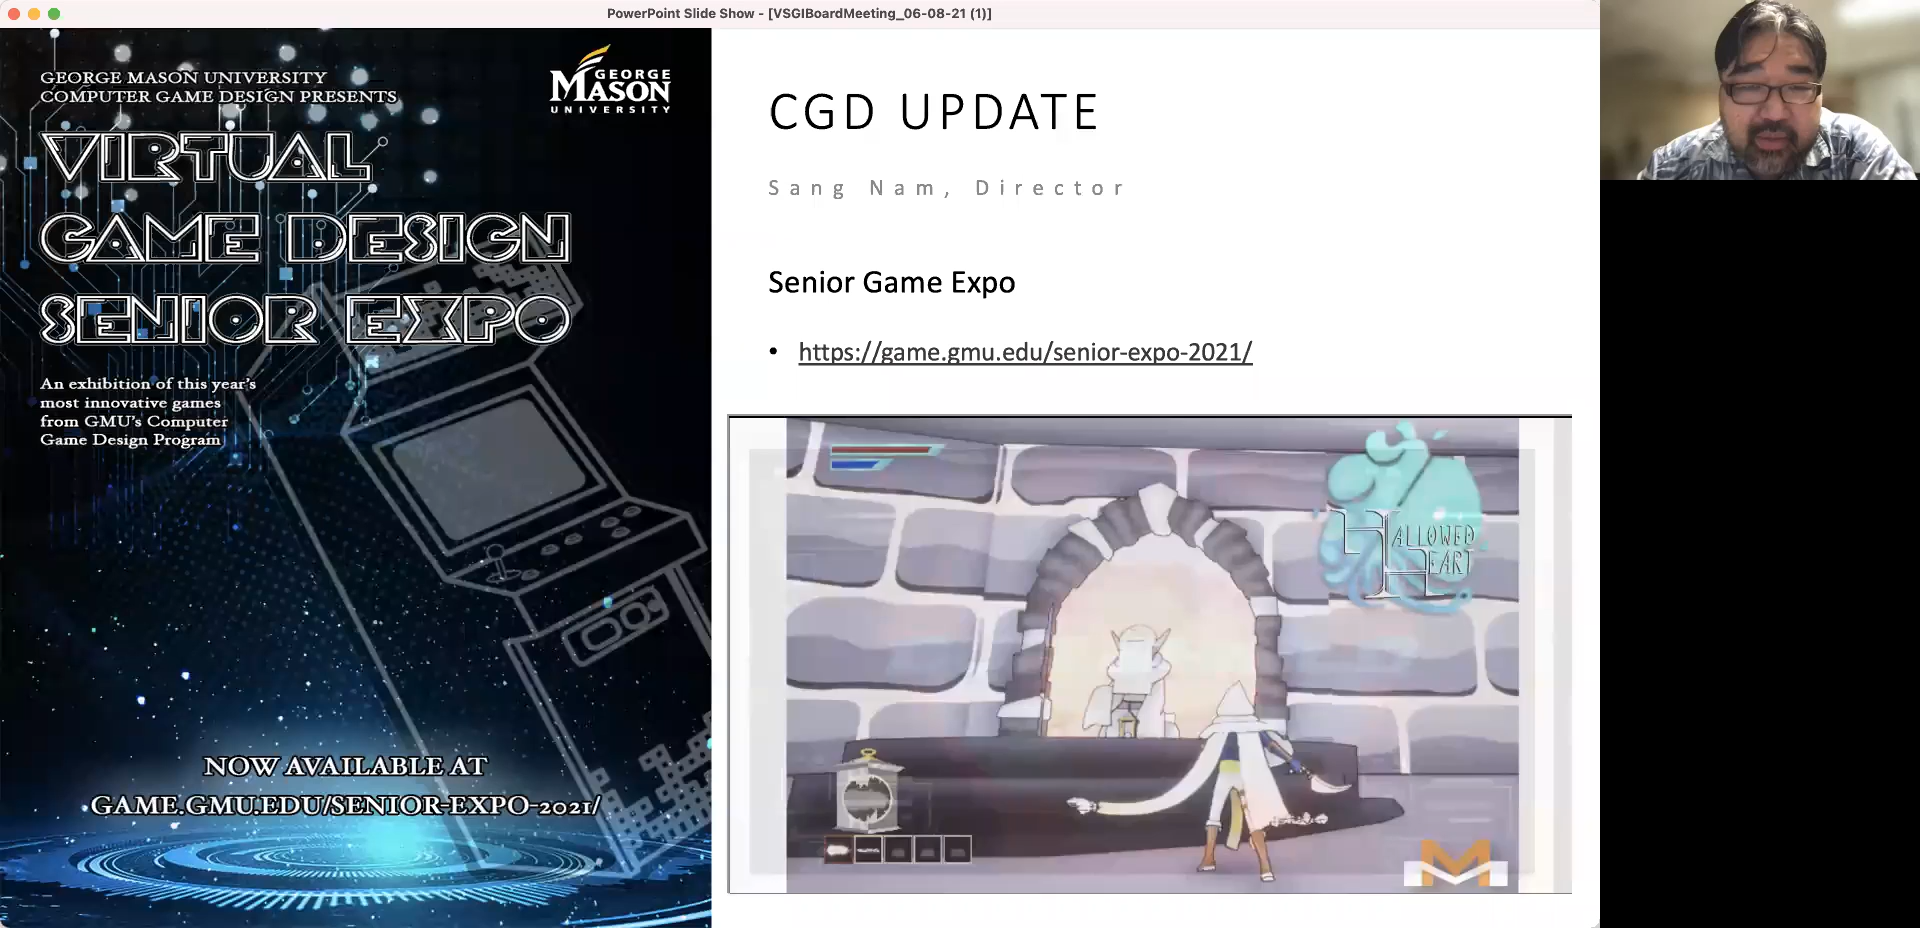 PowerPoint Slide Show - [VSGIBoardMeeting_06-08-21 (1)]
GEORGE MASON UNIVERSITY
COMPUTER GAME DESIGN PRESENTS
GEORGE
MASON
UNIVERSITY
VIRTUAL
GAME DESIGN
SENIOR EXPO
An exhibition of this year's
most innovative games
from GMU's Computer
Game Design Program
NOW AVAILABLE AT
GAME.GMU.EDU/SENIOR-EXPO-2021/
CGD UPDATE
Sang Nam, Director
Senior Game Expo
• https://game.gmu.edu/senior-expo-2021/
HALLOWED
HEART
M